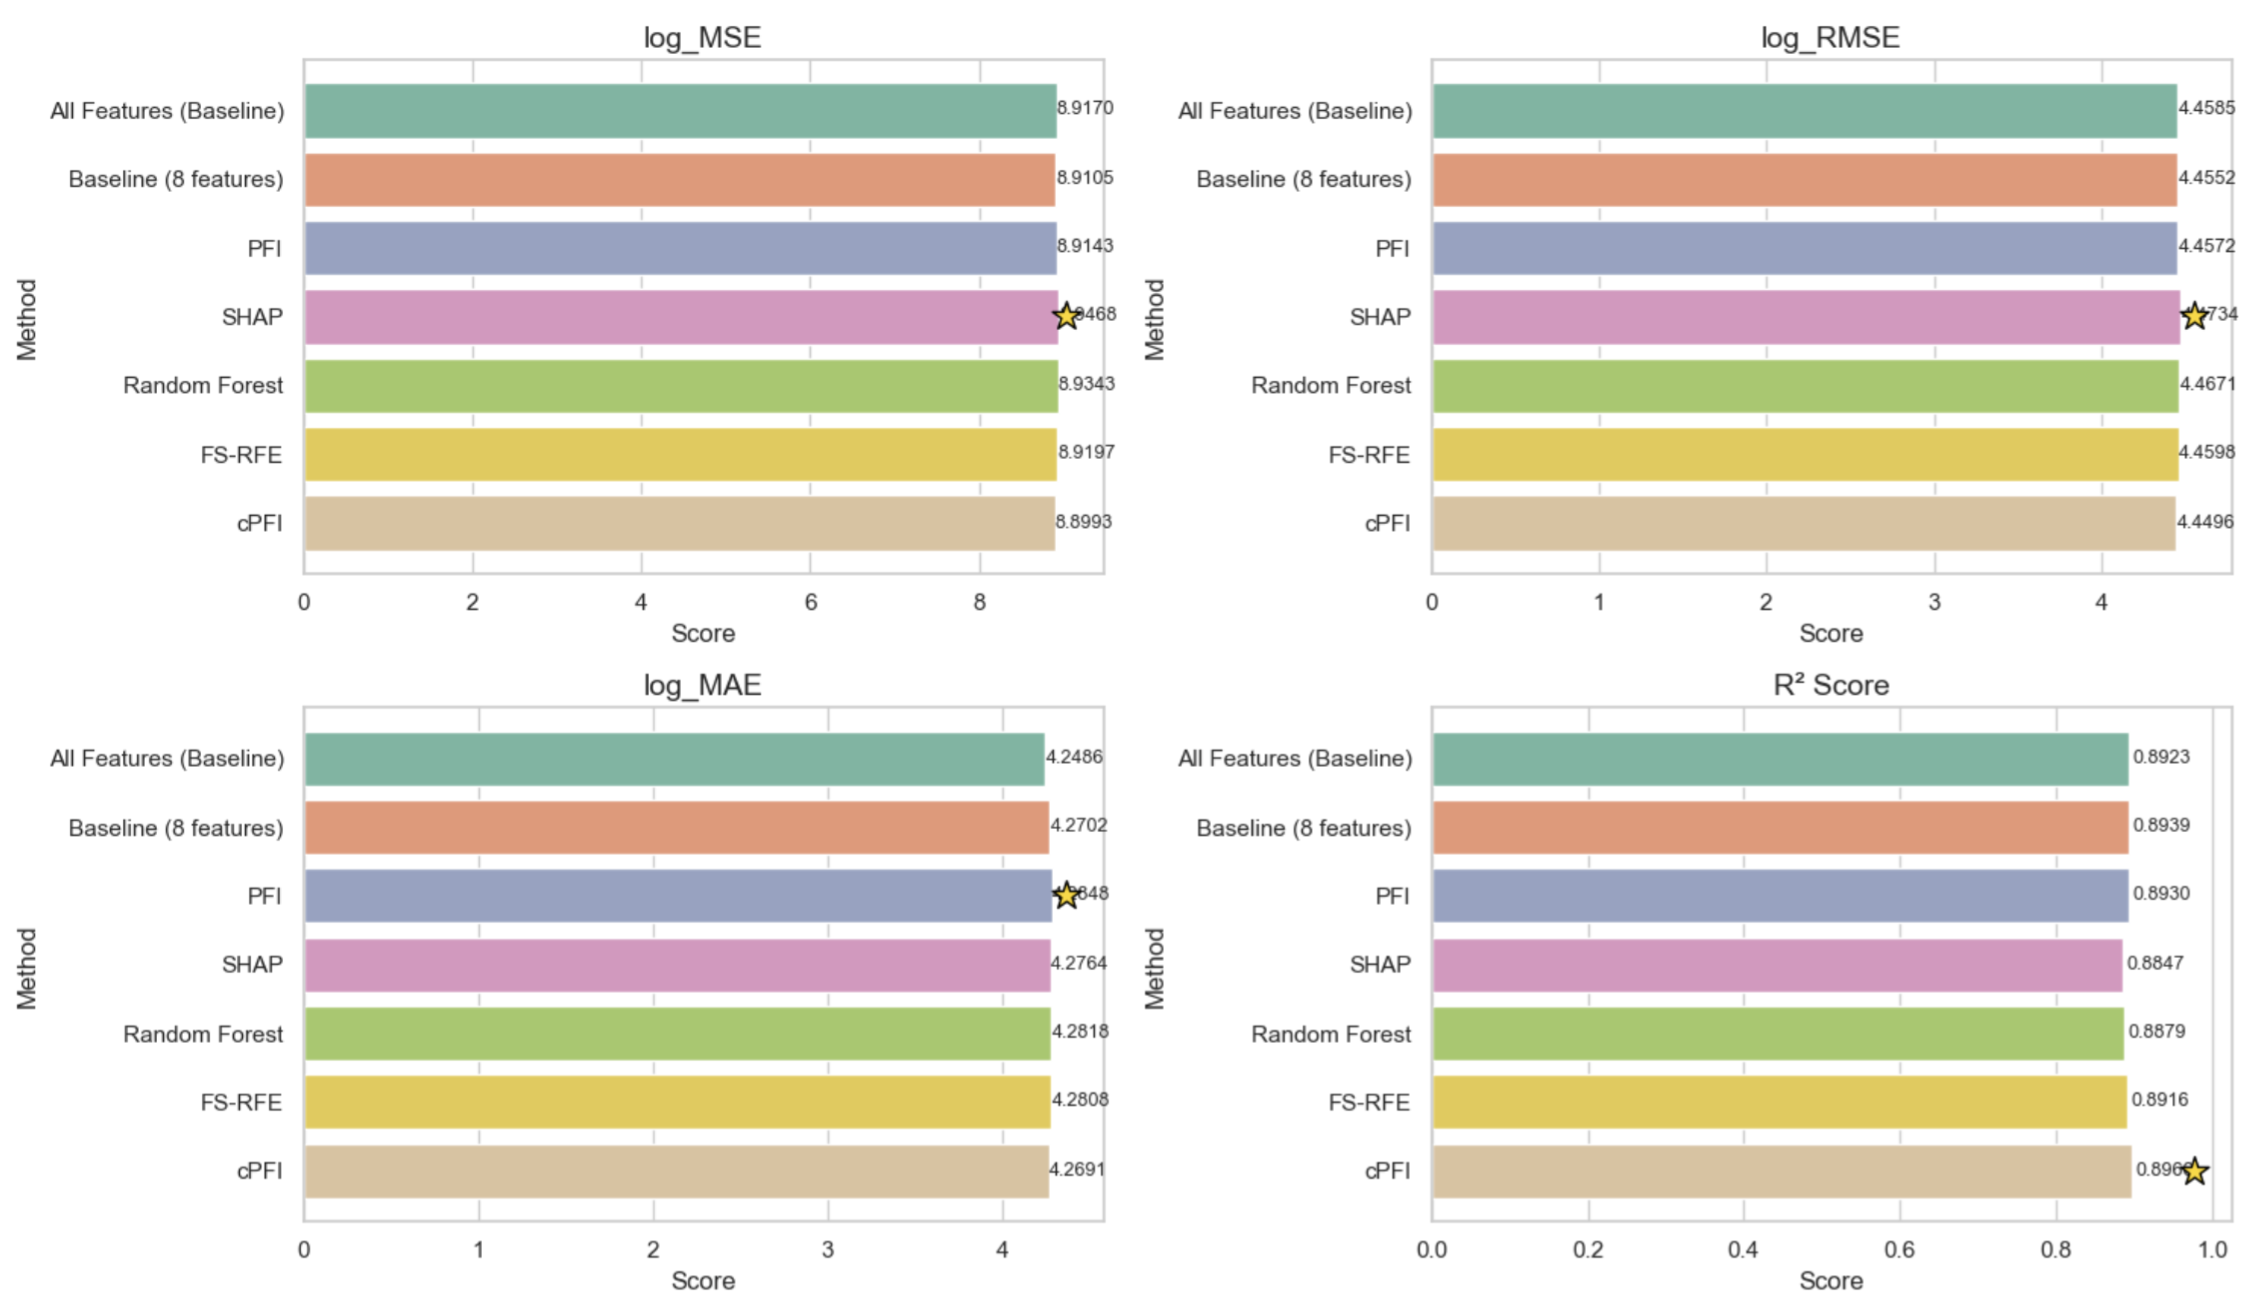 log_MSE
All Features (Baseline) 8.9170
Baseline (8 features) 8.9105
PFI 8.9143
SHAP 9468
Random Forest 8.9343
FS-RFE 8.9197
cPFI 8.8993
Method
0 2 4 6 8
Score
log_RMSE
All Features (Baseline) 4.4585
Baseline (8 features) 4.4552
PFI 4.4572
SHAP 734
Random Forest 4.4671
FS-RFE 4.4598
cPFI 4.4496
Method
0 1 2 3 4
Score
log_MAE
All Features (Baseline) 4.2486
Baseline (8 features) 4.2702
PFI 848
SHAP 4.2764
Random Forest 4.2818
FS-RFE 4.2808
cPFI 4.2691
Method
0 1 2 3 4
Score
R² Score
All Features (Baseline) 0.8923
Baseline (8 features) 0.8939
PFI 0.8930
SHAP 0.8847
Random Forest 0.8879
FS-RFE 0.8916
cPFI 0.896
Method
0.0 0.2 0.4 0.6 0.8 1.0
Score